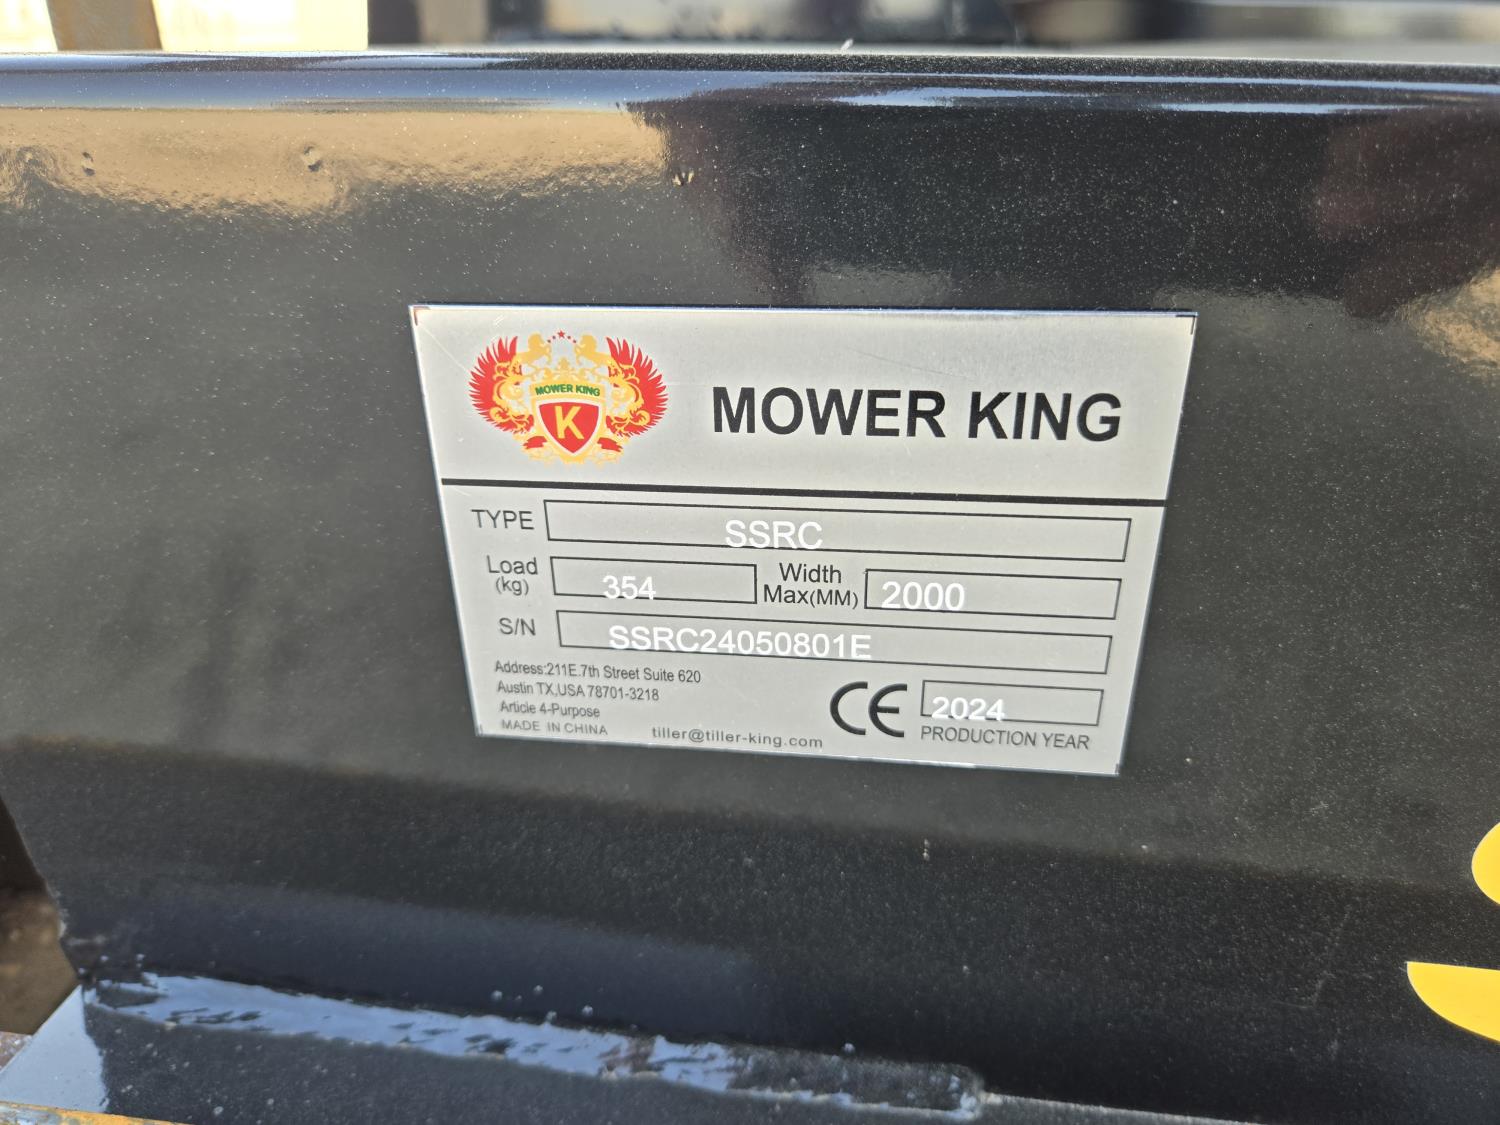 MOWER KING
K
MOWER KING
TYPE SSRC
Load (kg) 354 Width Max(MM) 2000
S/N SSRC24050801E
Address:211E.7th Street Suite 620
Austin TX,USA 78701-3218
Article 4-Purpose
MADE IN CHINA tiller@tiller-king.com
CE 2024
PRODUCTION YEAR